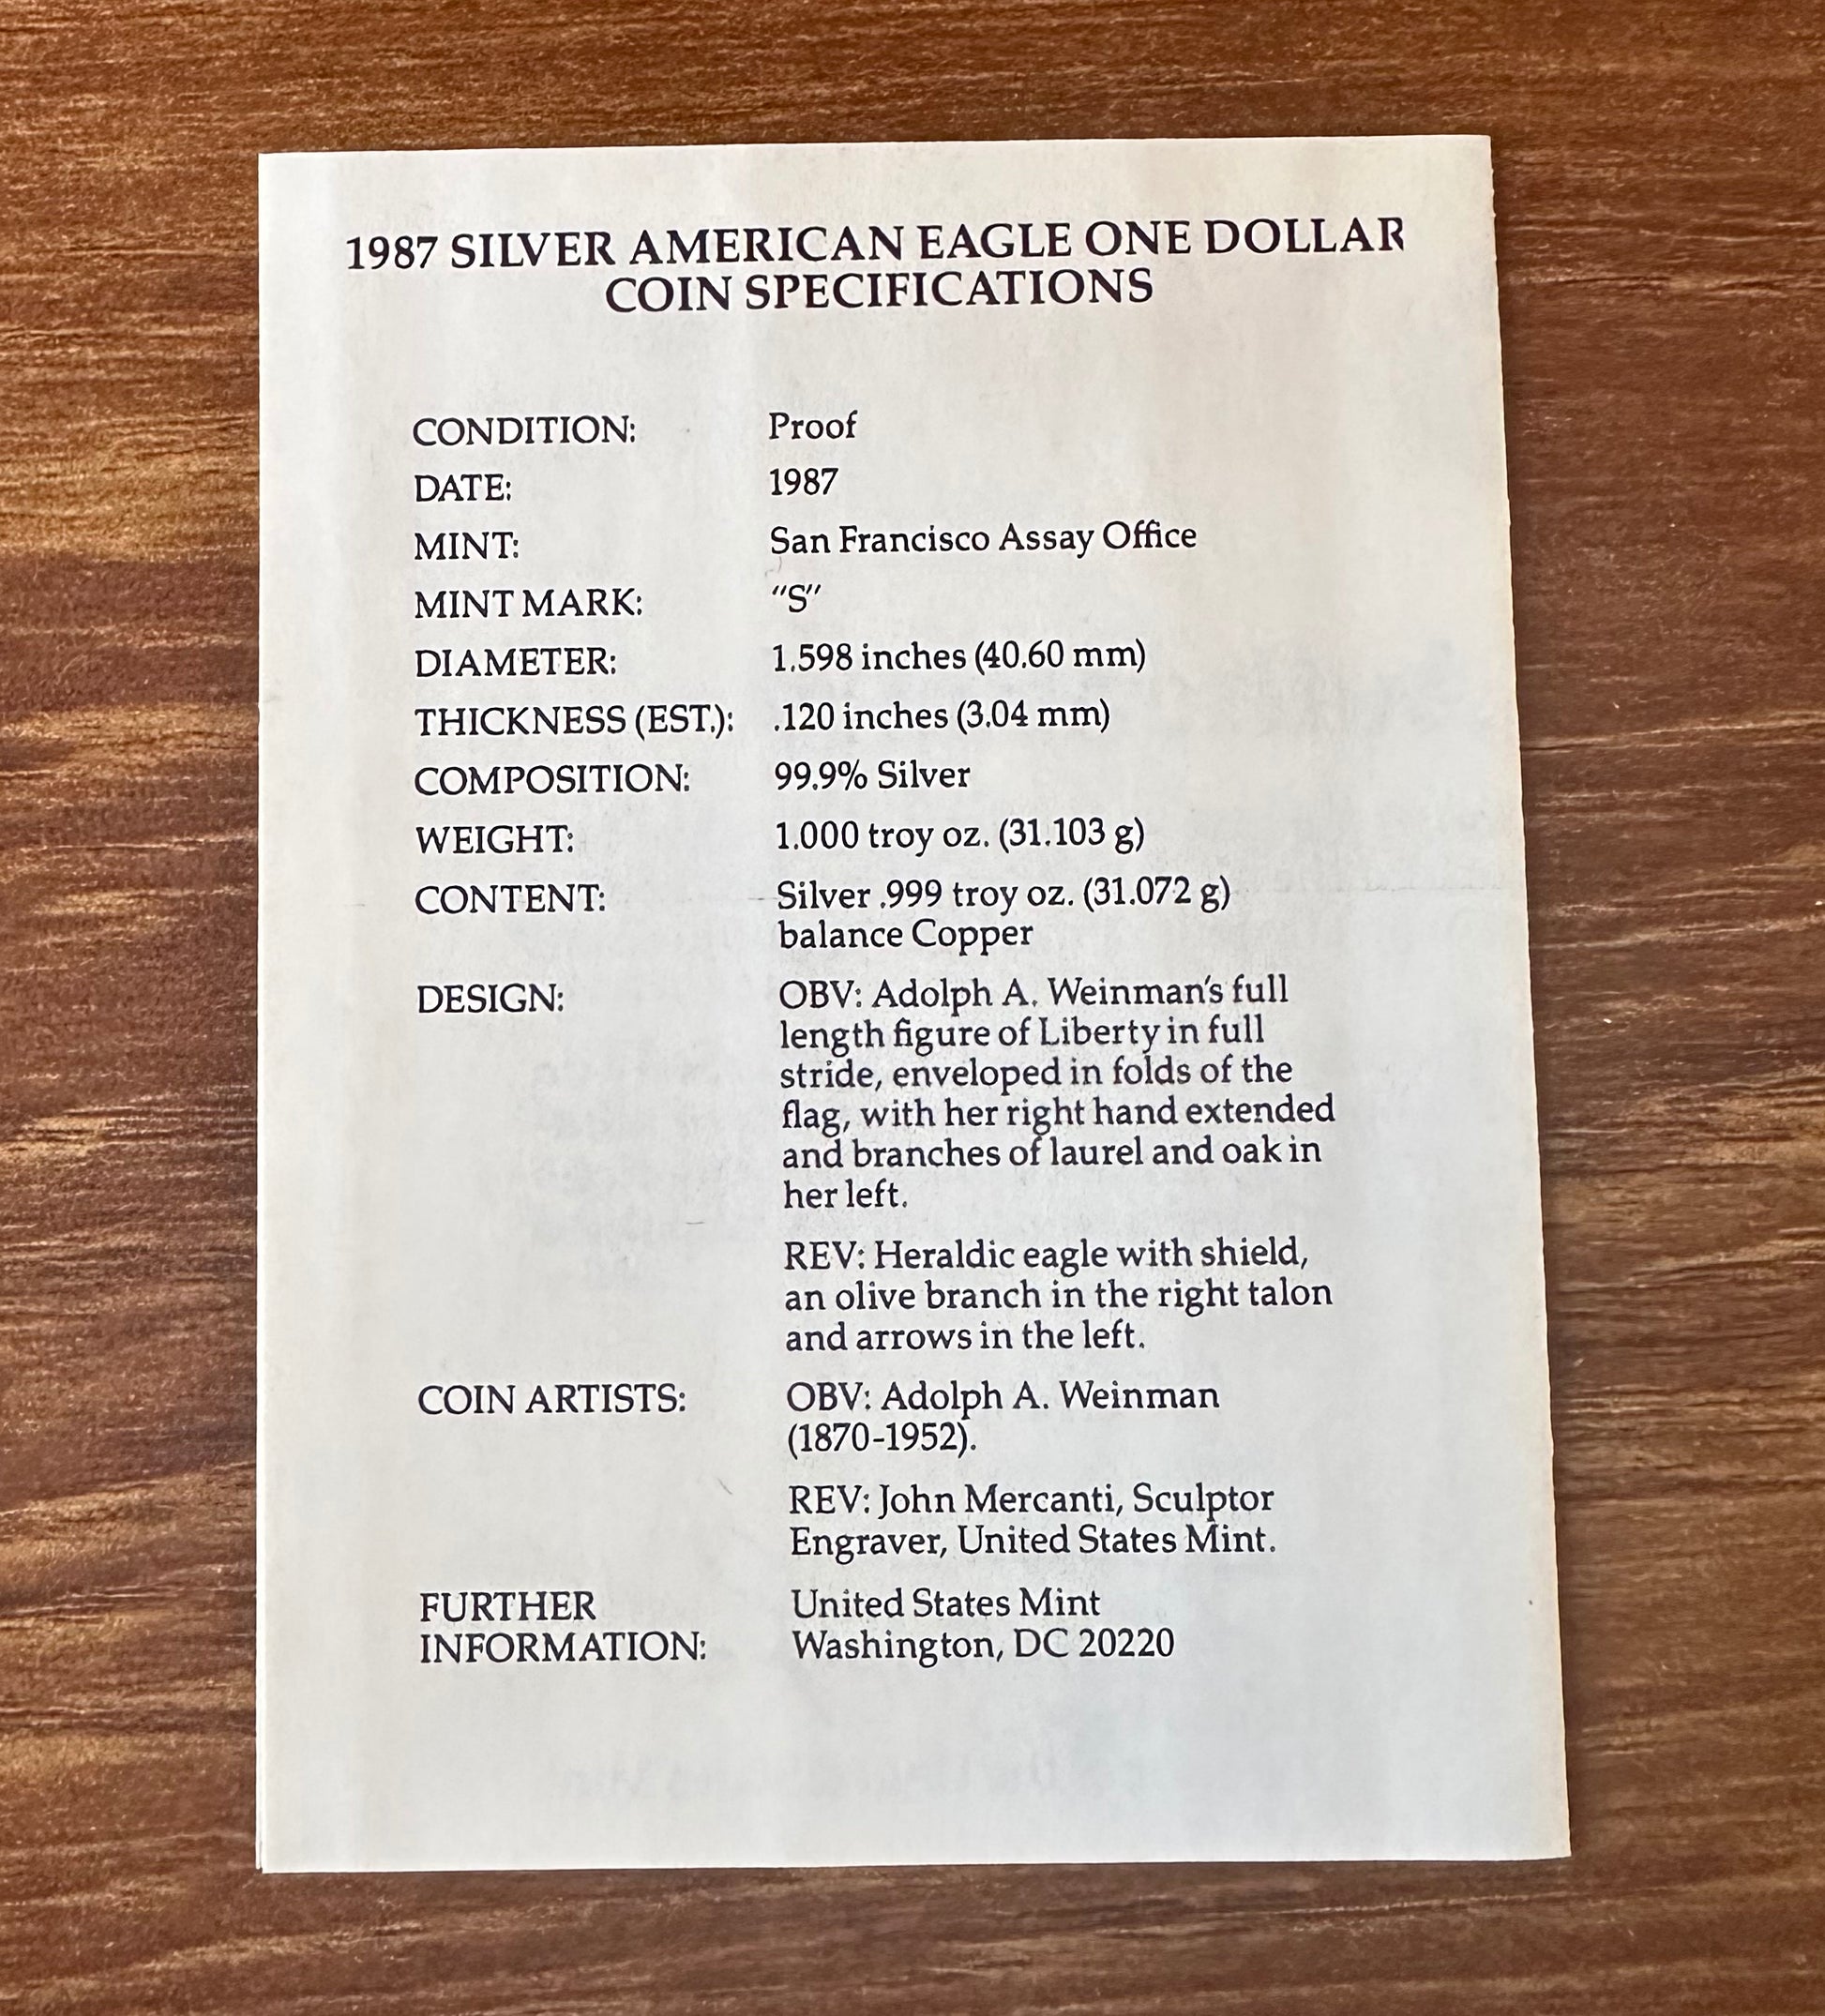 1987 SILVER AMERICAN EAGLE ONE DOLLAR
COIN SPECIFICATIONS
CONDITION: Proof
DATE: 1987
MINT: San Francisco Assay Office
MINT MARK: "S"
DIAMETER: 1.598 inches (40.60 mm)
THICKNESS (EST.): .120 inches (3.04 mm)
COMPOSITION: 99.9% Silver
WEIGHT: 1.000 troy oz. (31.103 g)
CONTENT: Silver .999 troy oz. (31.072 g)
balance Copper
DESIGN: OBV: Adolph A. Weinman's full
length figure of Liberty in full
stride, enveloped in folds of the
flag, with her right hand extended
and branches of laurel and oak in
her left.
REV: Heraldic eagle with shield,
an olive branch in the right talon
and arrows in the left.
COIN ARTISTS: OBV: Adolph A. Weinman
(1870-1952).
REV: John Mercanti, Sculptor
Engraver, United States Mint.
FURTHER United States Mint
INFORMATION: Washington, DC 20220